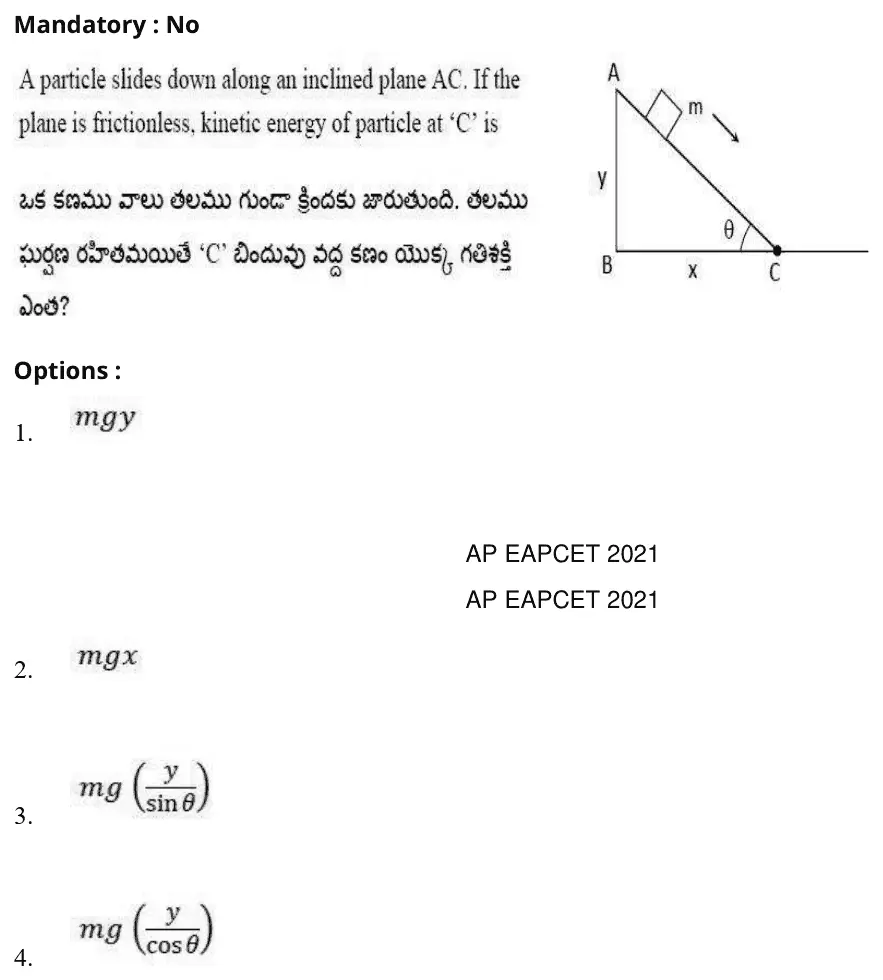 Mandatory : No
A particle slides down along an inclined plane AC. If the
plane is frictionless, kinetic energy of particle at ‘C’ is
ఒక కణము వాలు తలము గుండా క్రిందకు జారుతుంది. తలము
ఘర్షణ రహితమయితే ‘C’ బిందువు వద్ద కణం యొక్క గతిశక్తి
ఎంత?
A
m
y
θ
B
x
C
Options :
1. mgy
AP EAPCET 2021
AP EAPCET 2021
2. mgx
3. mg (y/sin θ)
4. mg (y/cos θ)